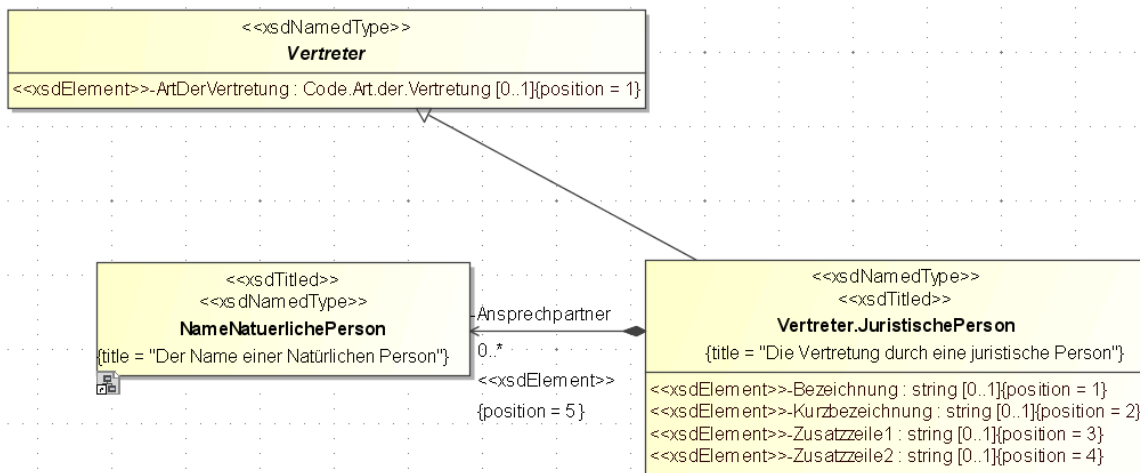 <<xsdNamedType>>
Vertreter
<<xsdElement>>-ArtDerVertretung : Code.Art.der.Vertretung [0..1]{position = 1}
<<xsdTitled>>
<<xsdNamedType>>
NameNatuerlichePerson
{title = "Der Name einer Natürlichen Person"}
-Ansprechpartner
0..*
<<xsdElement>>
{position = 5}
<<xsdNamedType>>
<<xsdTitled>>
Vertreter.JuristischePerson
{title = "Die Vertretung durch eine juristische Person"}
<<xsdElement>>-Bezeichnung : string [0..1]{position = 1}
<<xsdElement>>-Kurzbezeichnung : string [0..1]{position = 2}
<<xsdElement>>-Zusatzzeile1 : string [0..1]{position = 3}
<<xsdElement>>-Zusatzzeile2 : string [0..1]{position = 4}